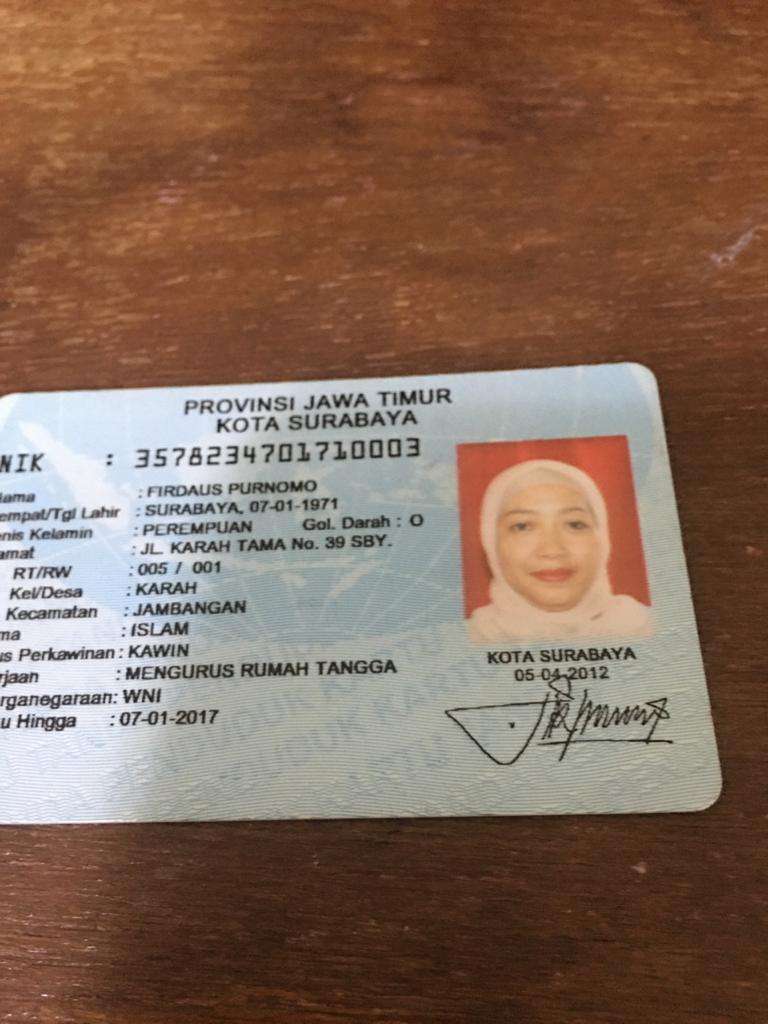 PROVINSI JAWA TIMUR
KOTA SURABAYA
NIK : 3578234701710003
ama : FIRDAUS PURNOMO
empat/Tgl Lahir : SURABAYA, 07-01-1971
enis Kelamin : PEREMPUAN Gol. Darah : O
amat : JL. KARAH TAMA No. 39 SBY.
RT/RW : 005 / 001
Kel/Desa : KARAH
Kecamatan : JAMBANGAN
ma : ISLAM
us Perkawinan : KAWIN
rjaan : MENGURUS RUMAH TANGGA
rganegaraan: WNI
u Hingga : 07-01-2017
KOTA SURABAYA
05-04-2012